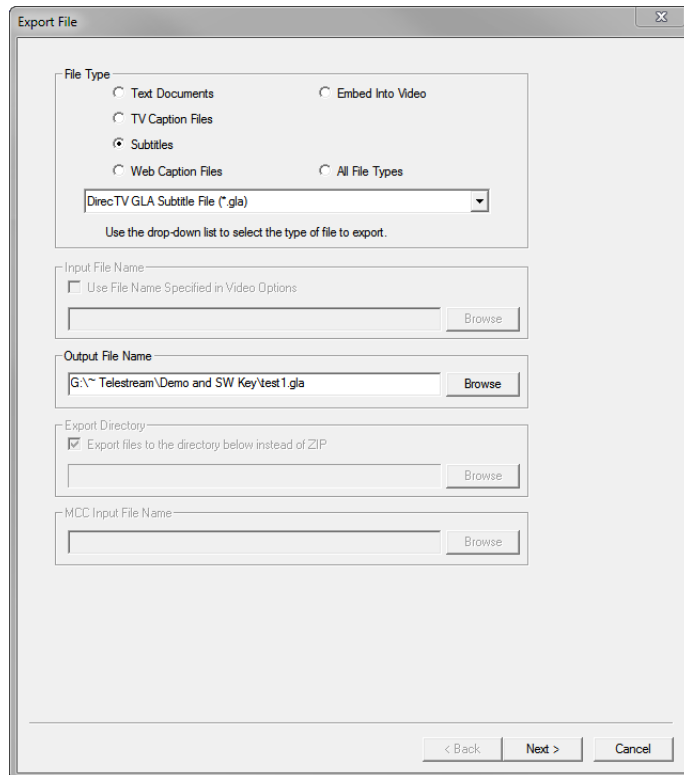 Export File
File Type
Text Documents
Embed Into Video
TV Caption Files
Subtitles
Web Caption Files
All File Types
DirecTV GLA Subtitle File (*.gla)
Use the drop-down list to select the type of file to export.
Input File Name
Use File Name Specified in Video Options
Browse
Output File Name
G:\~ Telestream\Demo and SW Key\test1.gla
Browse
Export Directory
Export files to the directory below instead of ZIP
Browse
MCC Input File Name
Browse
< Back
Next >
Cancel